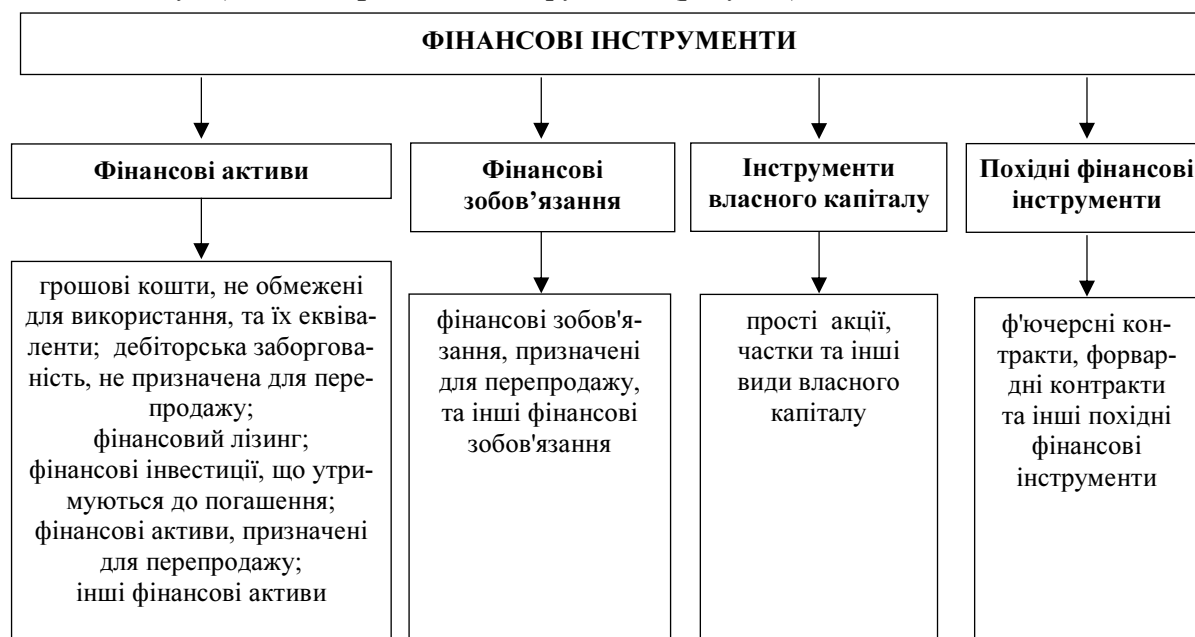 ФІНАНСОВІ ІНСТРУМЕНТИ
Фінансові активи
Фінансові
зобов’язання
Інструменти
власного капіталу
Похідні фінансові
інструменти
грошові кошти, не обмежені
для використання, та їх еквіва-
ленти; дебіторська заборгова-
ність, не призначена для пере-
продажу;
фінансовий лізинг;
фінансові інвестиції, що утри-
муються до погашення;
фінансові активи, призначені
для перепродажу;
інші фінансові активи
фінансові зобов'я-
зання, призначені
для перепродажу,
та інші фінансові
зобов'язання
прості акції,
частки та інші
види власного
капіталу
ф'ючерсні кон-
тракти, форвар-
дні контракти
та інші похідні
фінансові
інструменти